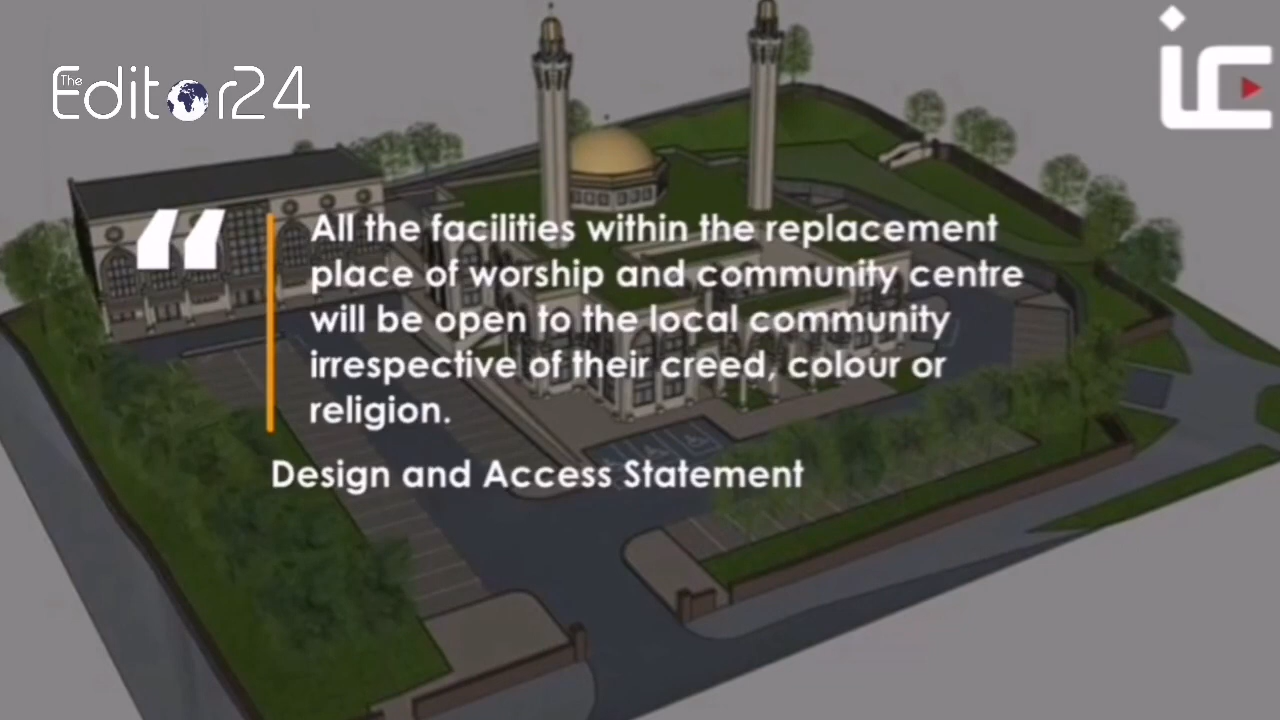 The Editor24
ic
“
All the facilities within the replacement
place of worship and community centre
will be open to the local community
irrespective of their creed, colour or
religion.
Design and Access Statement